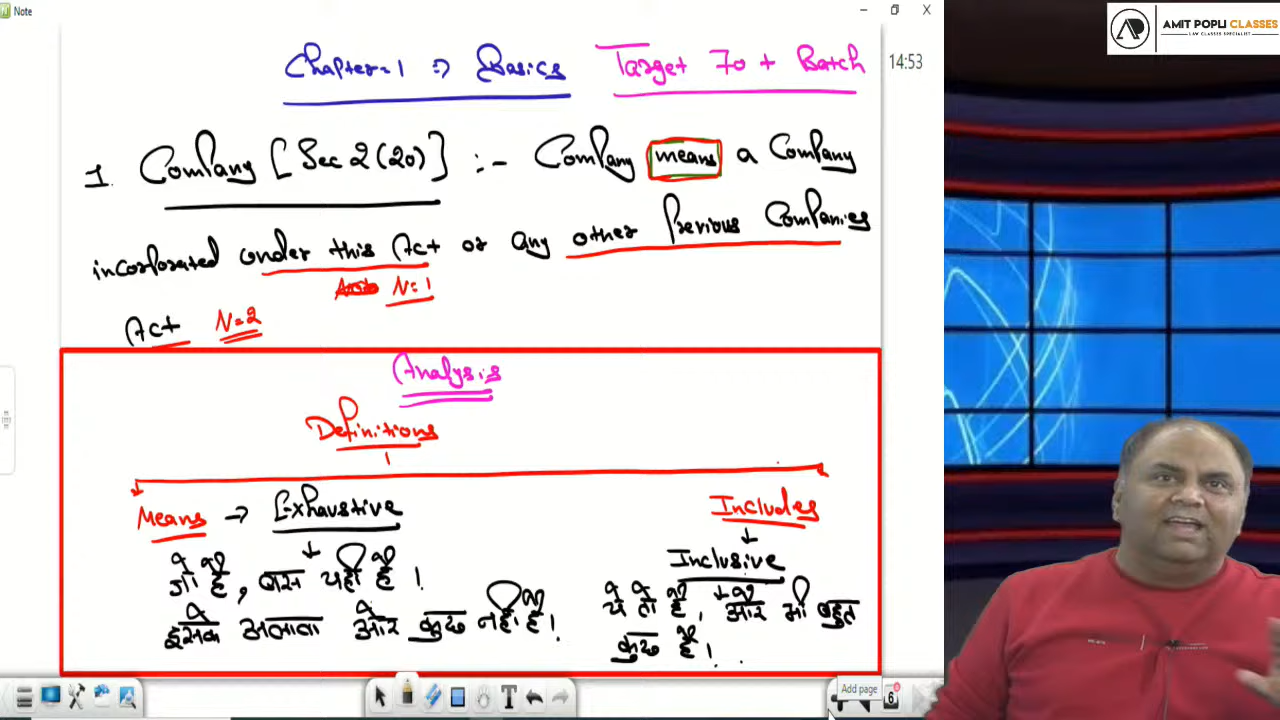 Note
AMIT POPLI CLASSES
LAW CLASSES SPECIALIST
Chapter-1 :) Basics Target 70 + Batch
14:53
1. Company [Sec 2(20)] :- Company means a Company
incorporated under this Act or any other Previous Companies
N=1
Act N=2
Analysis
Definitions
Means → Exhaustive
Includes
Inclusive
जो है, बस यही है !
इसके अलावा और कुछ नहीं है !
ये तो है, और भी बहुत
कुछ है !
Add page
6